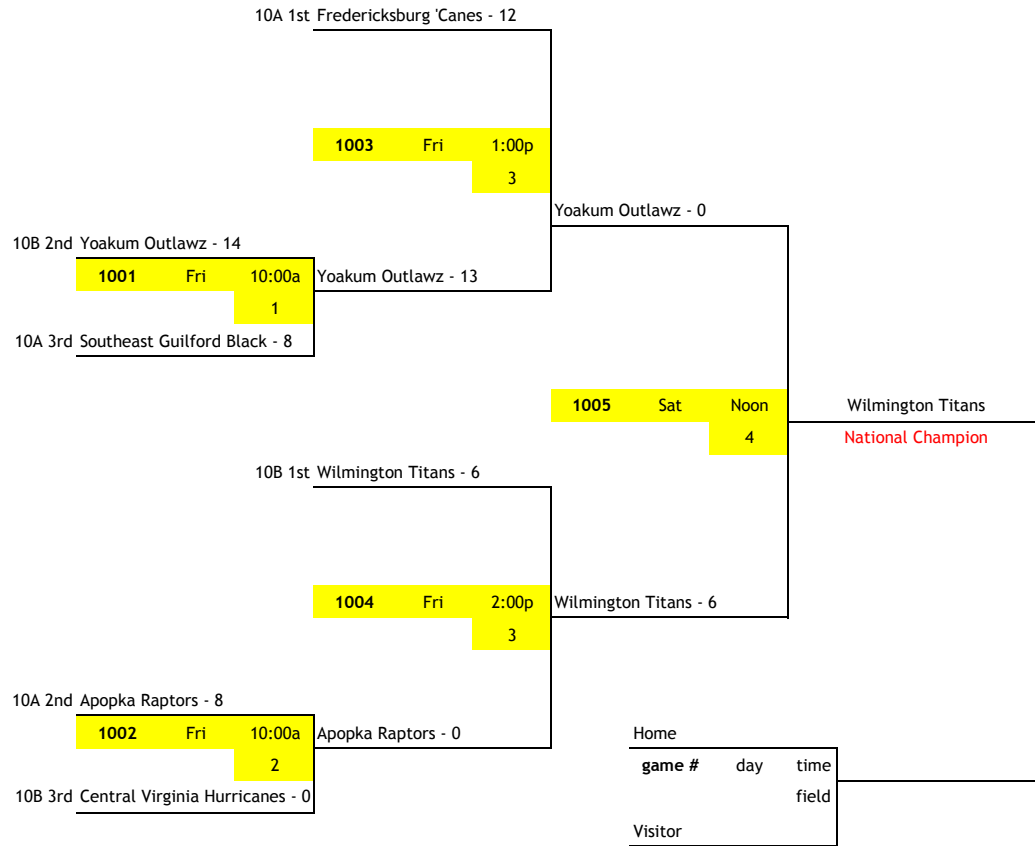 10A 1st Fredericksburg 'Canes - 12
1003 Fri 1:00p
3
Yoakum Outlawz - 0
10B 2nd Yoakum Outlawz - 14
1001 Fri 10:00a Yoakum Outlawz - 13
1
10A 3rd Southeast Guilford Black - 8
1005 Sat Noon Wilmington Titans
4 National Champion
10B 1st Wilmington Titans - 6
1004 Fri 2:00p Wilmington Titans - 6
3
10A 2nd Apopka Raptors - 8
1002 Fri 10:00a Apopka Raptors - 0 Home
2 game # day time
10B 3rd Central Virginia Hurricanes - 0 field
Visitor